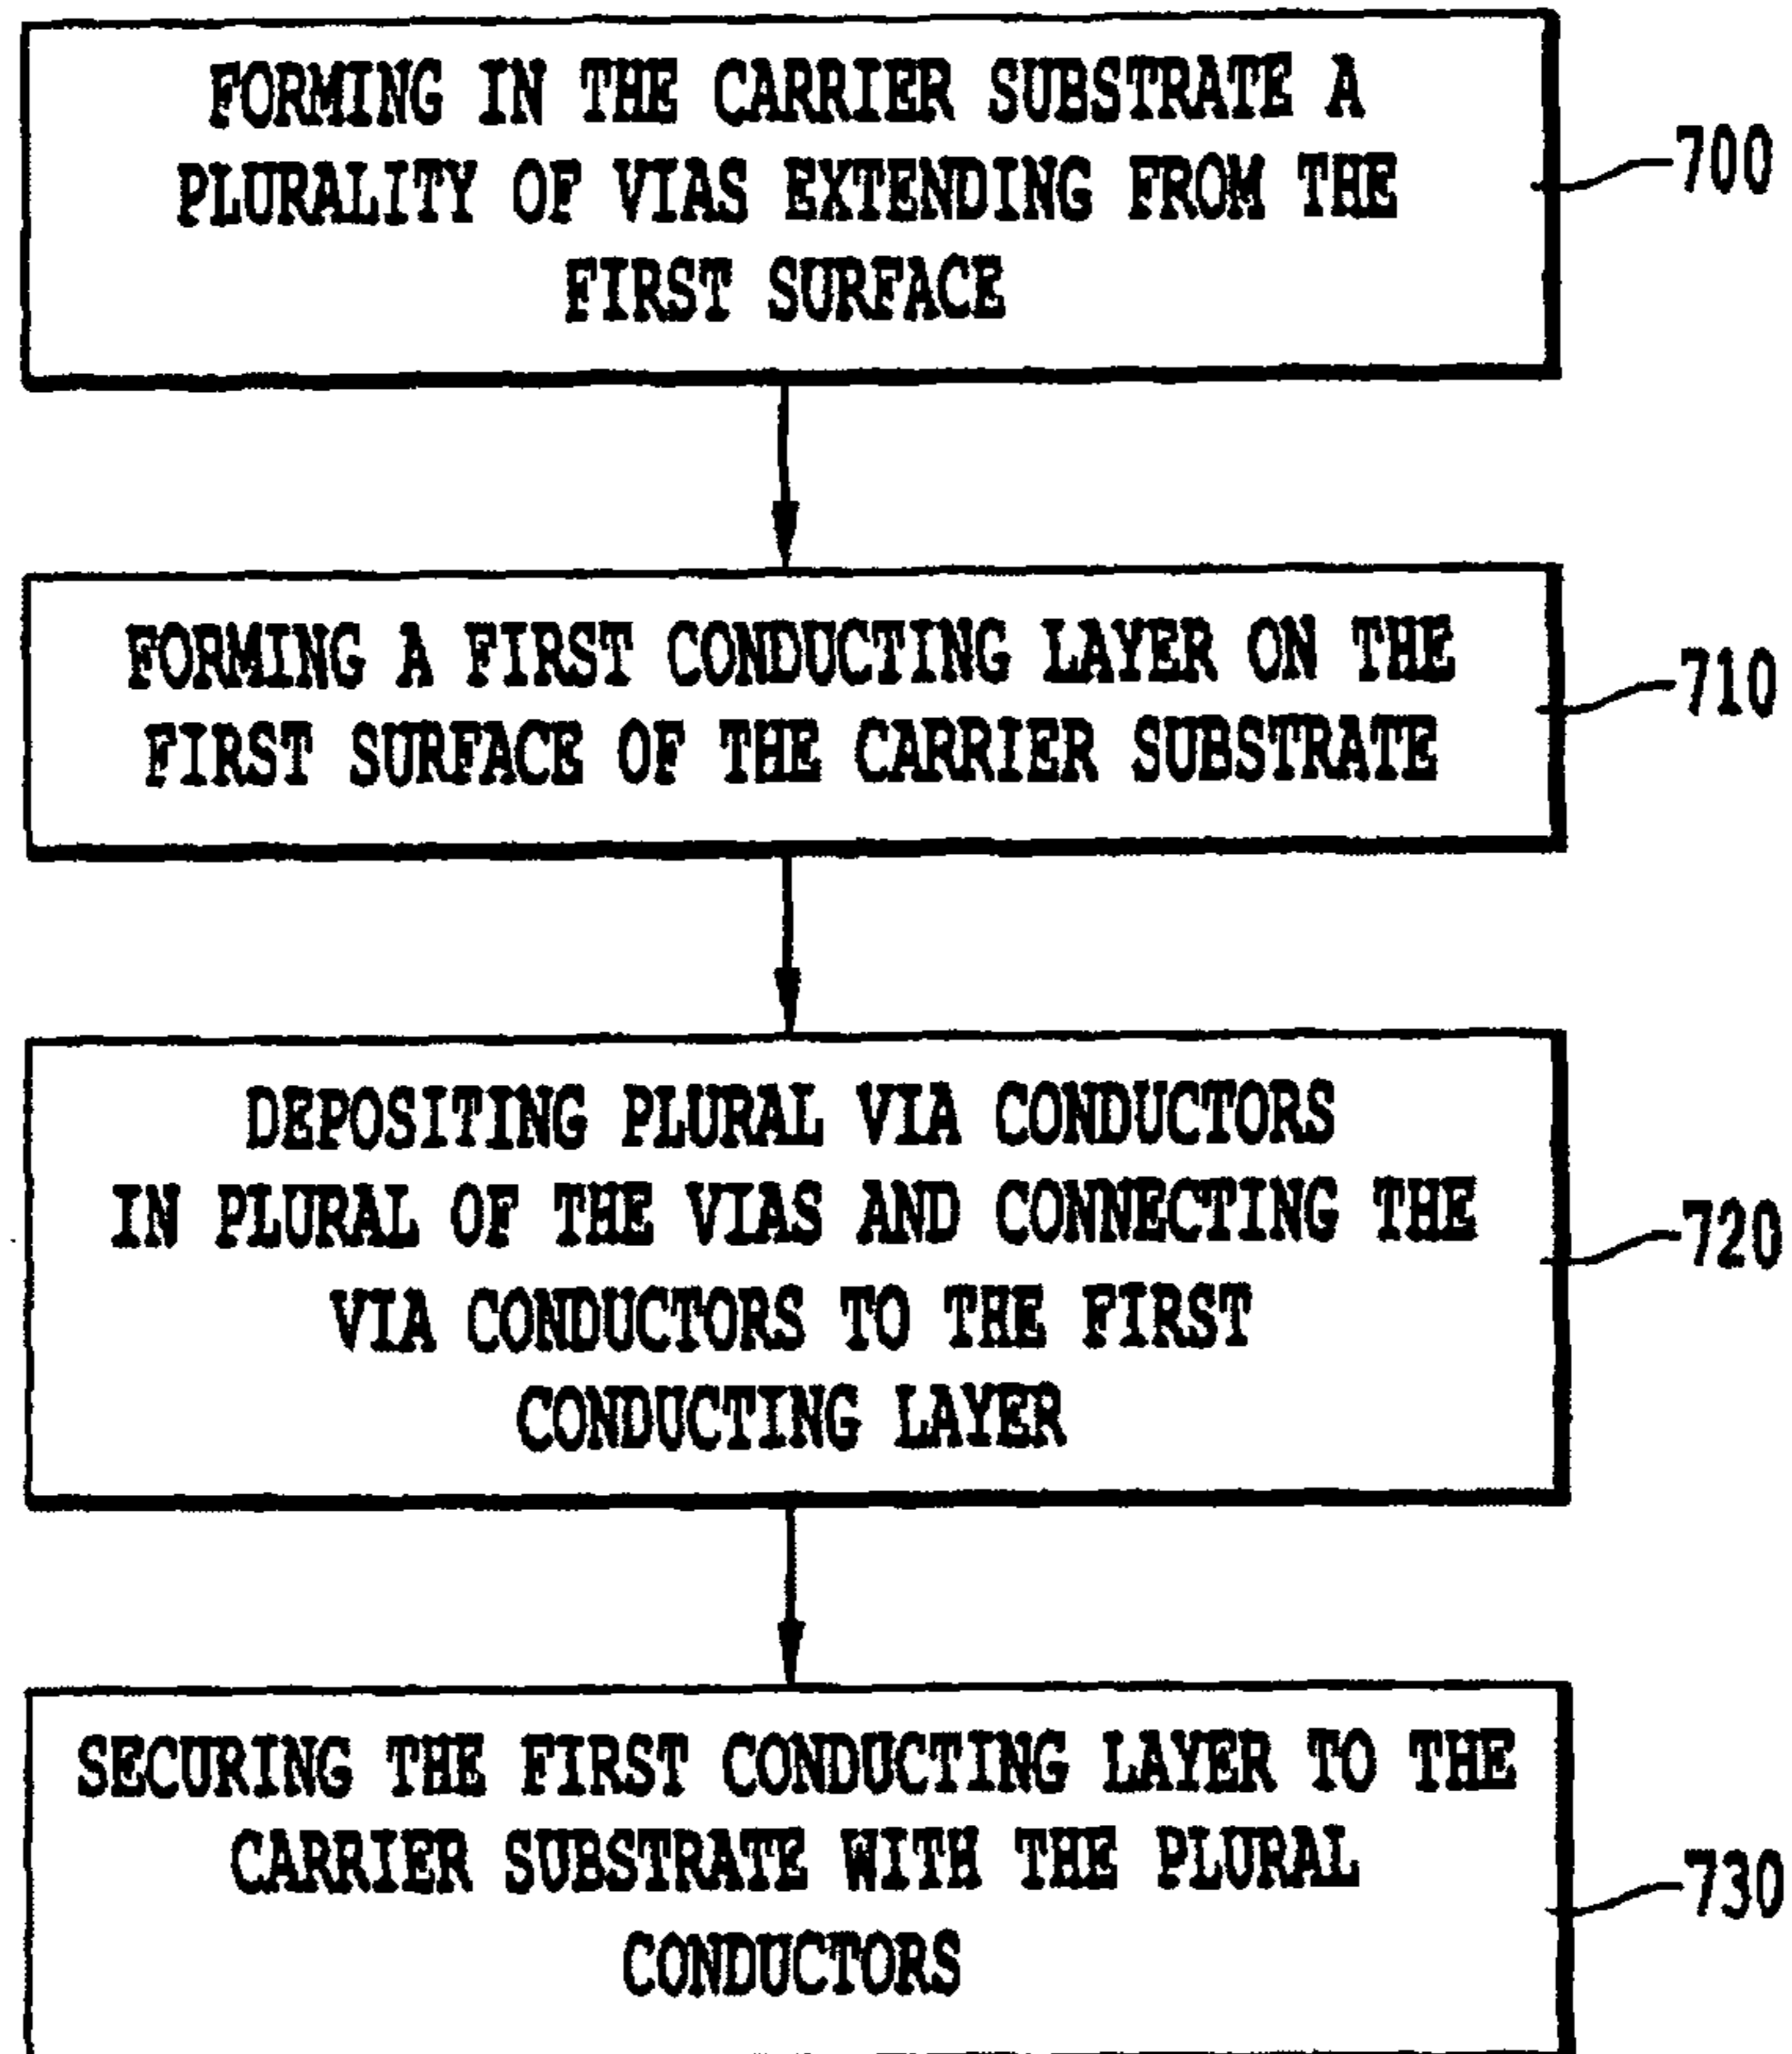 FORMING IN THE CARRIER SUBSTRATE A
PLURALITY OF VIAS EXTENDING FROM THE
FIRST SURFACE
700
FORMING A FIRST CONDUCTING LAYER ON THE
FIRST SURFACE OF THE CARRIER SUBSTRATE
710
DEPOSITING PLURAL VIA CONDUCTORS
IN PLURAL OF THE VIAS AND CONNECTING THE
VIA CONDUCTORS TO THE FIRST
CONDUCTING LAYER
720
SECURING THE FIRST CONDUCTING LAYER TO THE
CARRIER SUBSTRATE WITH THE PLURAL
CONDUCTORS
730